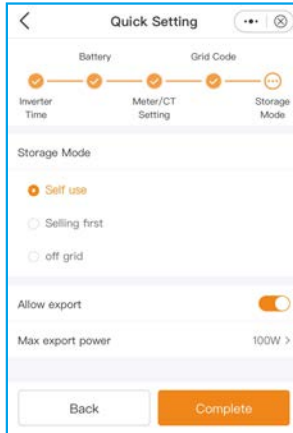 Quick Setting
Battery Grid Code
Inverter Time Meter/CT Setting Storage Mode
Storage Mode
Self use
Selling first
off grid
Allow export
Max export power 100W >
Back Complete